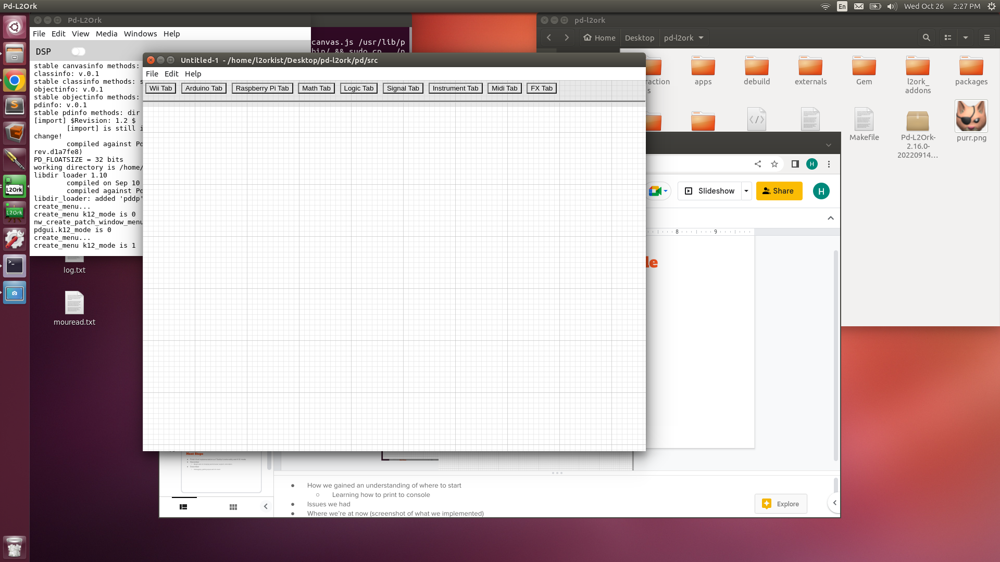 Pd-L2Ork
En
Wed Oct 26
2:27 PM
Pd-L2Ork
File Edit View Media Windows Help
DSP
stable canvasinfo methods:
classinfo: v.0.1
stable classinfo methods: s
objectinfo: v.0.1
stable objectinfo methods:
pdinfo: v.0.1
stable pdinfo methods: dir
[import] $Revision: 1.2 $
[import] is still i
change!
compiled against Pd
rev.d1a7fe8)
PD_FLOATSIZE = 32 bits
working directory is /home/
libdir loader 1.10
compiled on Sep 10
compiled against Pd
libdir_loader: added 'pddp'
create_menu...
create_menu k12_mode is 0
nw_create_patch_window_menu
pdgui.k12_mode is 0
create_menu...
create_menu k12_mode is 1
canvas.js /usr/lib/p
bin/ && sudo cp
Untitled-1 - /home/l2orkist/Desktop/pd-l2ork/pd/src
File Edit Help
Wii Tab
Arduino Tab
Raspberry Pi Tab
Math Tab
Logic Tab
Signal Tab
Instrument Tab
Midi Tab
FX Tab
pd-l2ork
Home
Desktop
pd-l2ork
raction
s
apps
debuild
externals
Gem
l2ork_
addons
packages
Makefile
Pd-L2Ork-
2.16.0-
20220914...
purr.png
H
Slideshow
Share
H
8
9
le
L2Ork
L2Ork
log.txt
mouread.txt
Next Steps
● How we gained an understanding of where to start
○ Learning how to print to console
● Issues we had
● Where we're at now (screenshot of what we implemented)
Explore